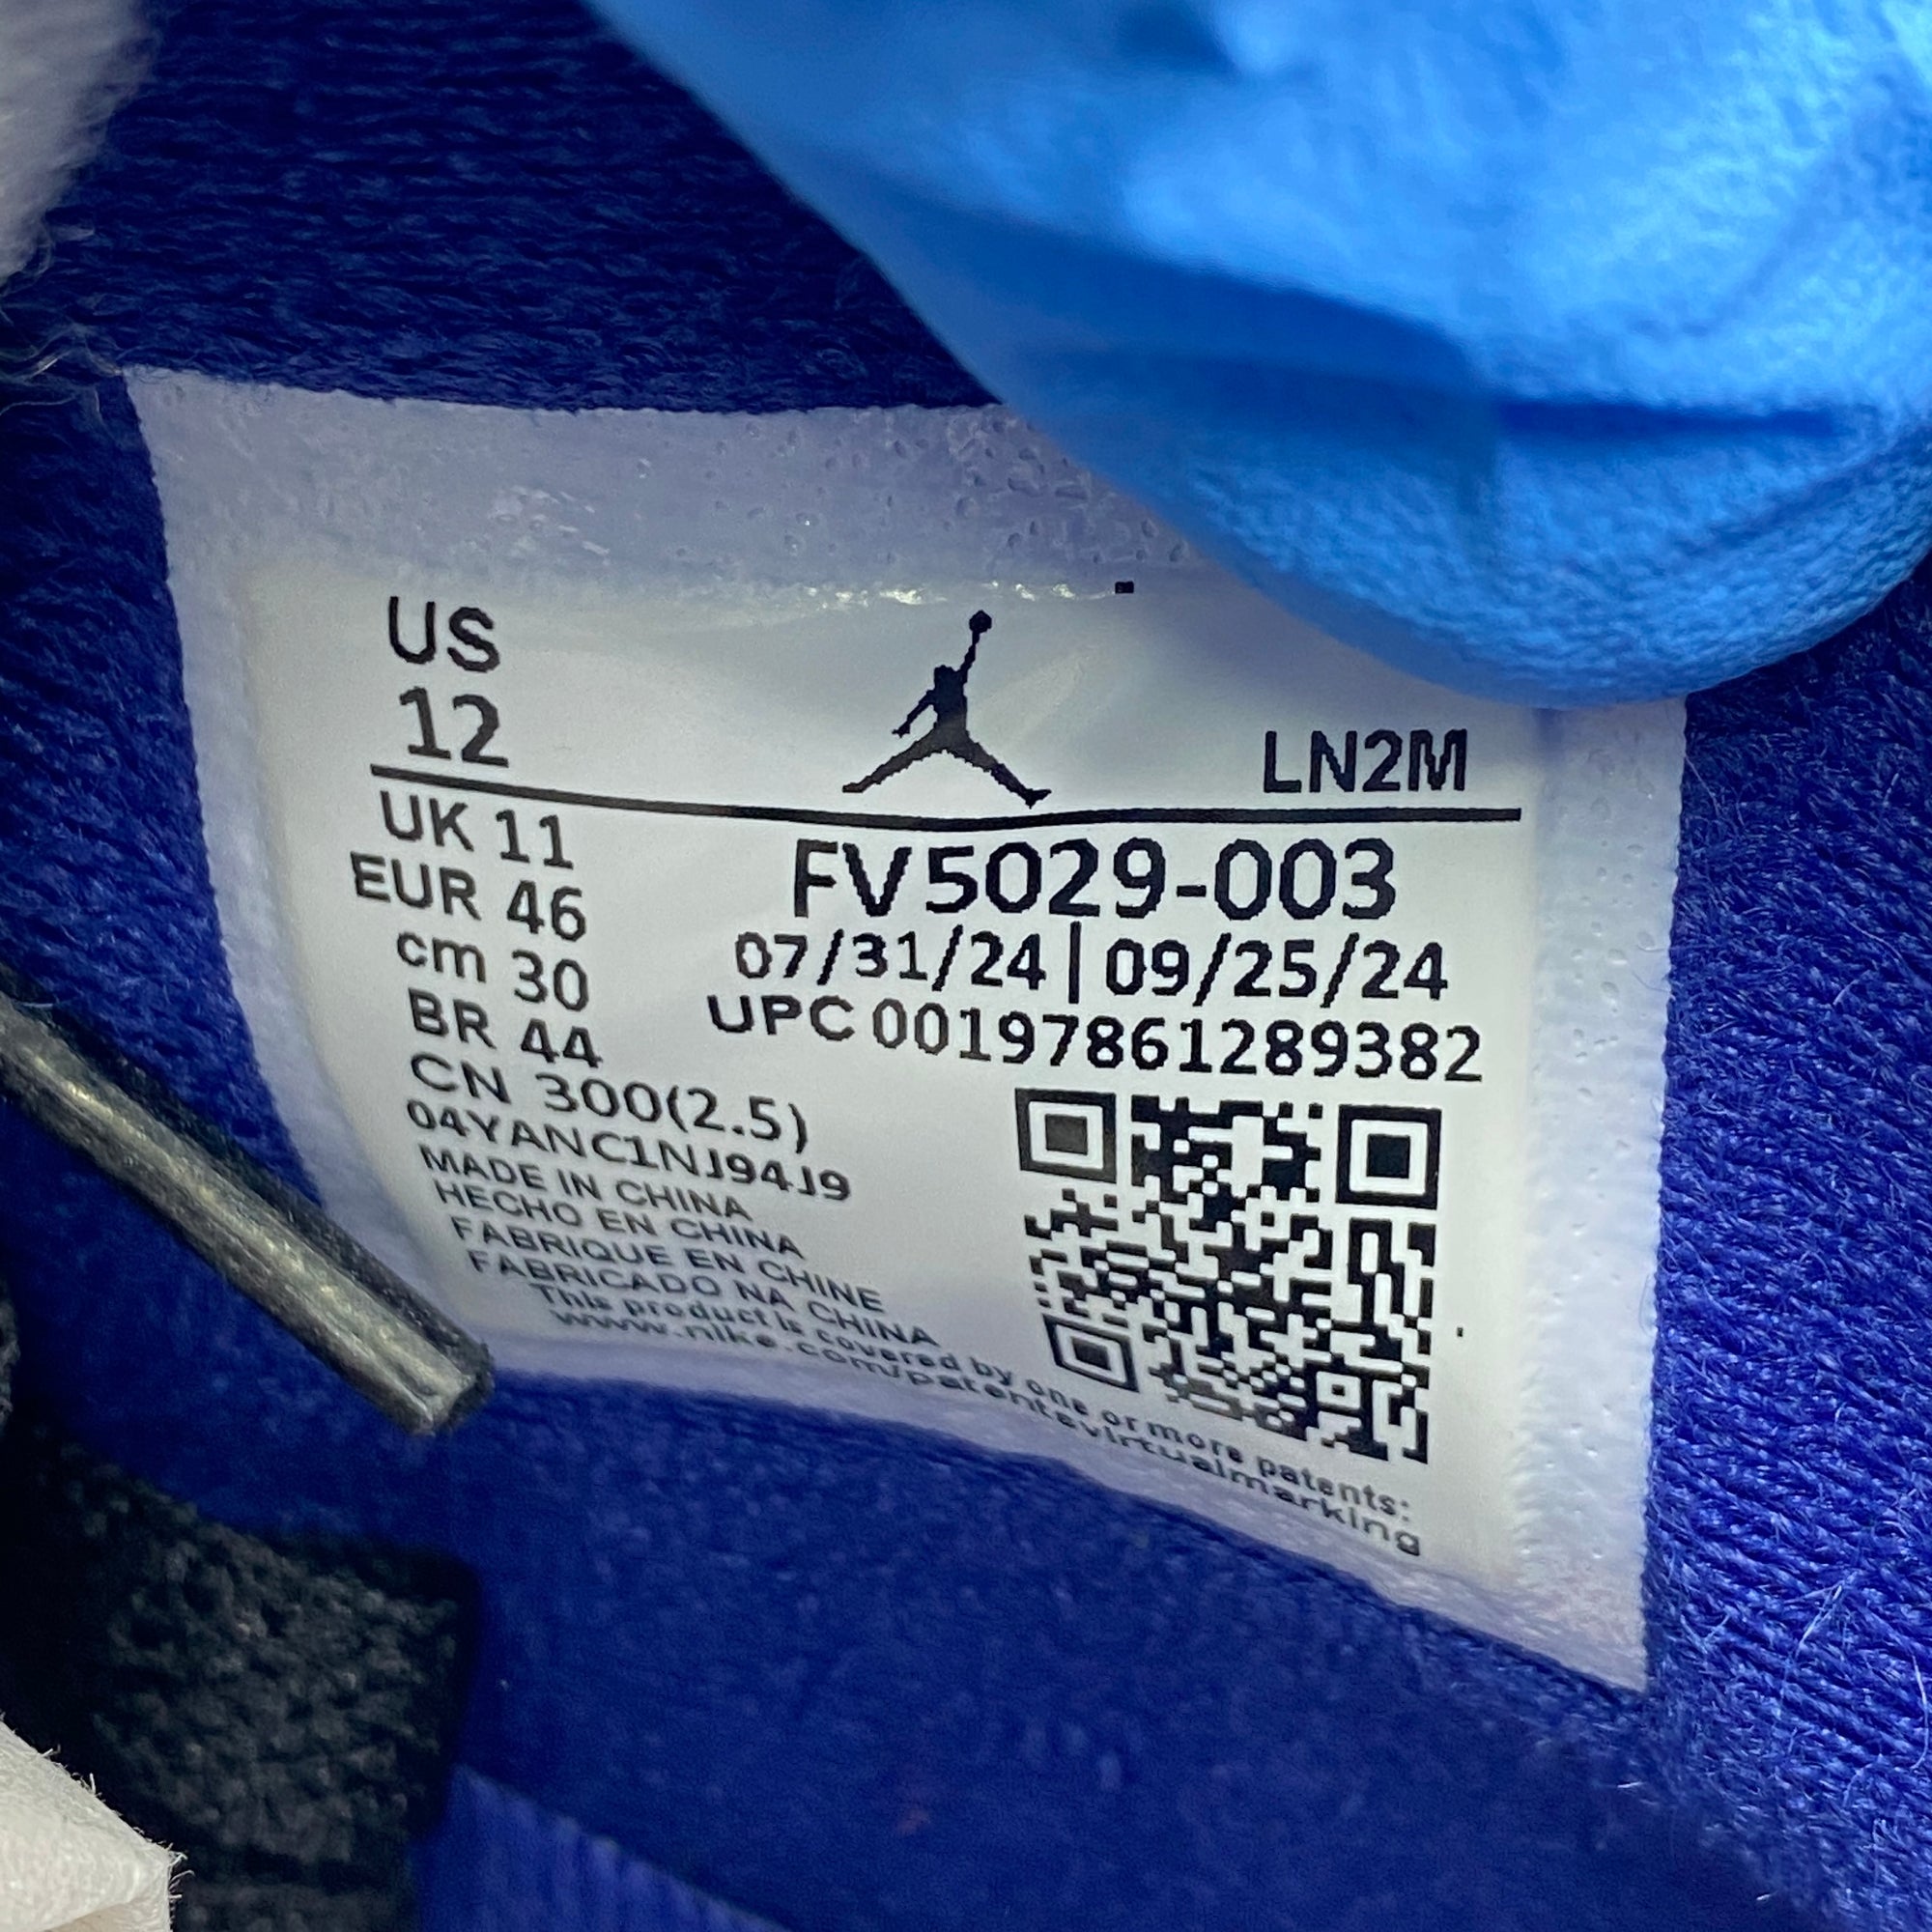 US
12
LN2M
UK 11
EUR 46
cm 30
BR 44
CN 300(2.5)
FV5029-003
07/31/24|09/25/24
UPC 00197861289382
04YANC1NJ94J9
MADE IN CHINA
HECHO EN CHINA
FABRIQUE EN CHINE
FABRICADO NA CHINA
This product is covered by one or more patents:
www.nike.com/patentsvirtualmarking